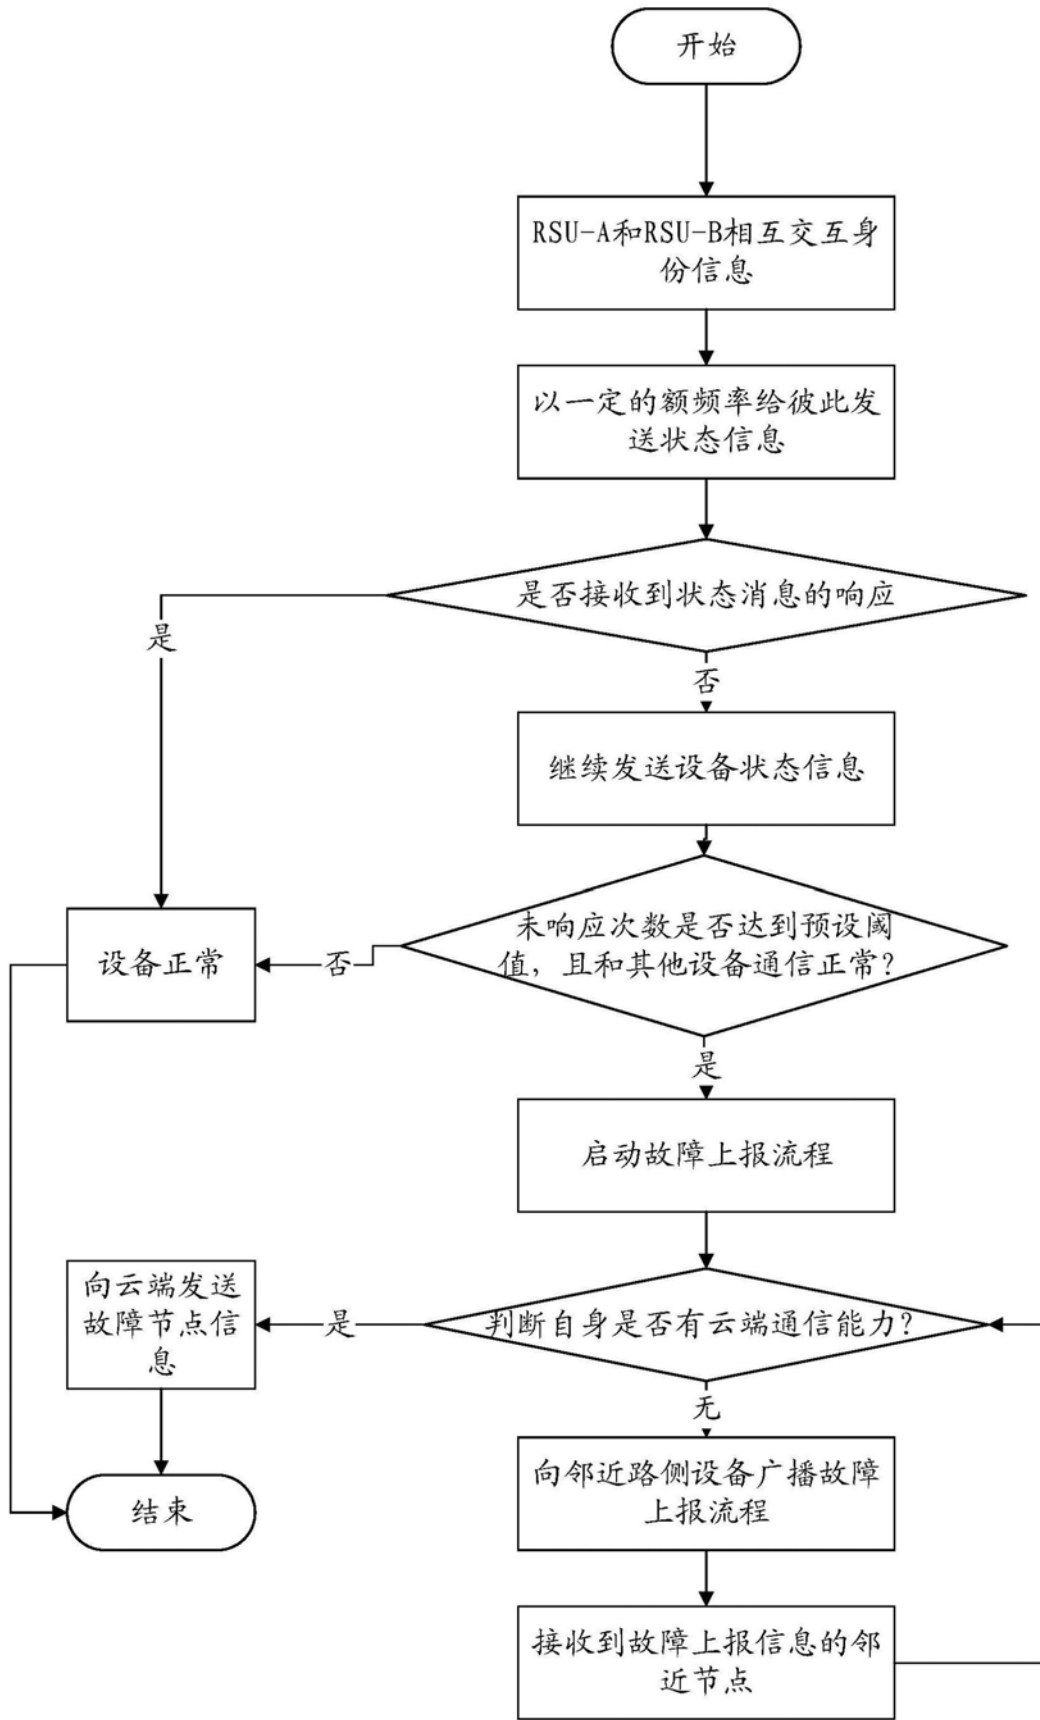 开始
RSU-A和RSU-B相互交互身
份信息
以一定的额频率给彼此发
送状态信息
是否接收到状态消息的响应
是
否
继续发送设备状态信息
未响应次数是否达到预设阈
值，且和其他设备通信正常？
否
设备正常
是
启动故障上报流程
判断自身是否有云端通信能力？
是
向云端发送
故障节点信
息
无
向邻近路侧设备广播故障
上报流程
结束
接收到故障上报信息的邻
近节点